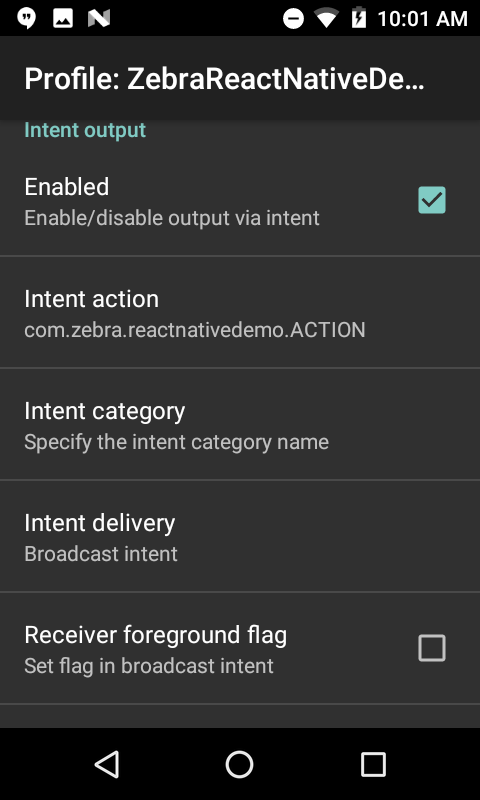 10:01 AM
Profile: ZebraReactNativeDe...
Intent output
Enabled
Enable/disable output via intent
Intent action
com.zebra.reactnativedemo.ACTION
Intent category
Specify the intent category name
Intent delivery
Broadcast intent
Receiver foreground flag
Set flag in broadcast intent